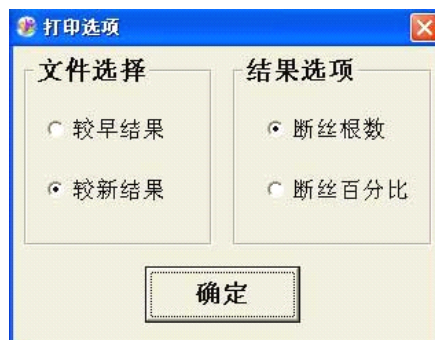 打印选项
文件选择
较早结果
较新结果
结果选项
断丝根数
断丝百分比
确定